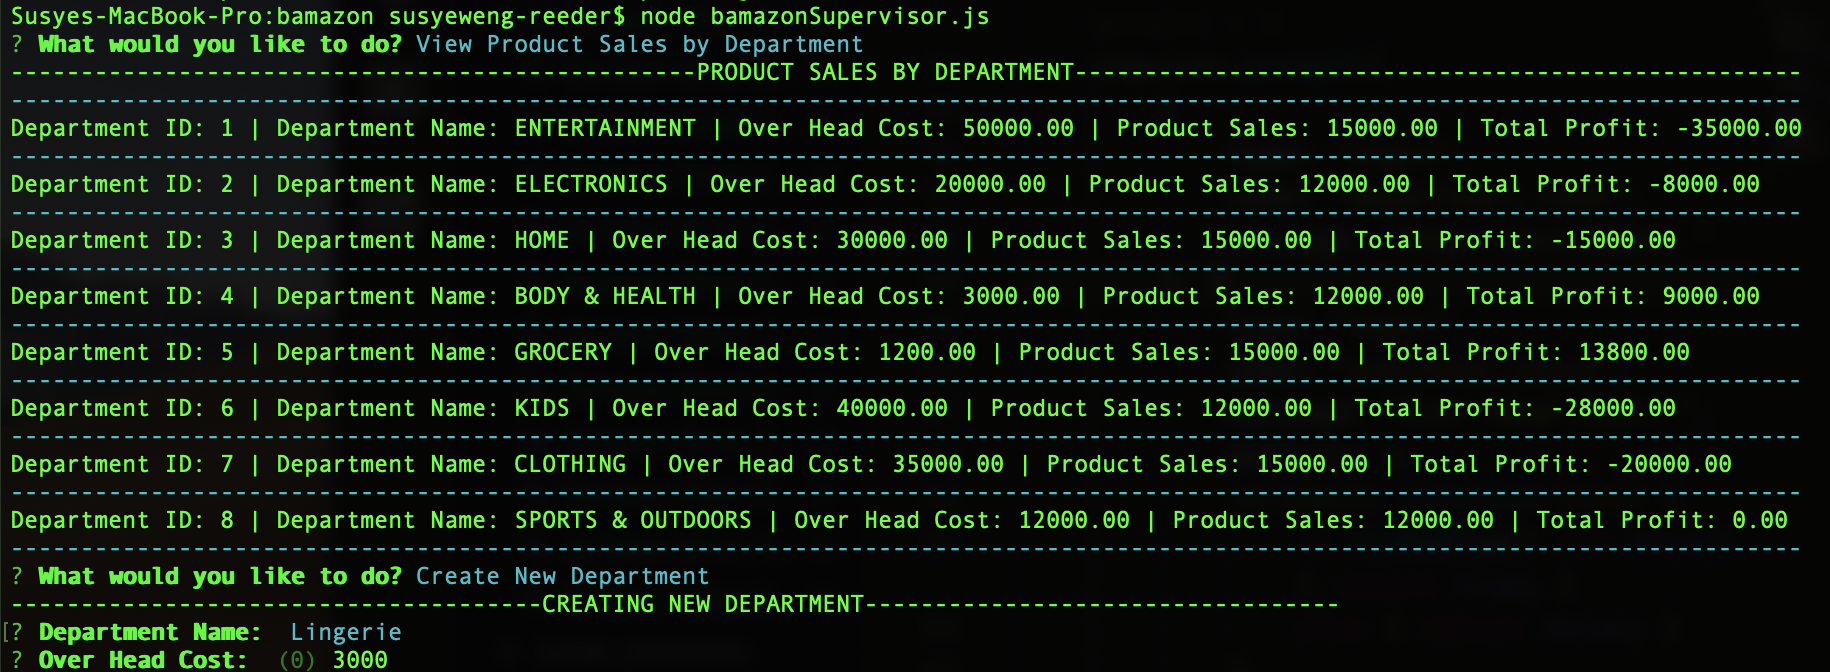 Susyes-MacBook-Pro:bamazon susyeweng-reeder$ node bamazonSupervisor.js
? What would you like to do? View Product Sales by Department
-------------------------------------------------PRODUCT SALES BY DEPARTMENT----------------------------------------------------
--------------------------------------------------------------------------------------------------------------------------------
Department ID: 1 | Department Name: ENTERTAINMENT | Over Head Cost: 50000.00 | Product Sales: 15000.00 | Total Profit: -35000.00
--------------------------------------------------------------------------------------------------------------------------------
Department ID: 2 | Department Name: ELECTRONICS | Over Head Cost: 20000.00 | Product Sales: 12000.00 | Total Profit: -8000.00
--------------------------------------------------------------------------------------------------------------------------------
Department ID: 3 | Department Name: HOME | Over Head Cost: 30000.00 | Product Sales: 15000.00 | Total Profit: -15000.00
--------------------------------------------------------------------------------------------------------------------------------
Department ID: 4 | Department Name: BODY & HEALTH | Over Head Cost: 3000.00 | Product Sales: 12000.00 | Total Profit: 9000.00
--------------------------------------------------------------------------------------------------------------------------------
Department ID: 5 | Department Name: GROCERY | Over Head Cost: 1200.00 | Product Sales: 15000.00 | Total Profit: 13800.00
--------------------------------------------------------------------------------------------------------------------------------
Department ID: 6 | Department Name: KIDS | Over Head Cost: 40000.00 | Product Sales: 12000.00 | Total Profit: -28000.00
--------------------------------------------------------------------------------------------------------------------------------
Department ID: 7 | Department Name: CLOTHING | Over Head Cost: 35000.00 | Product Sales: 15000.00 | Total Profit: -20000.00
--------------------------------------------------------------------------------------------------------------------------------
Department ID: 8 | Department Name: SPORTS & OUTDOORS | Over Head Cost: 12000.00 | Product Sales: 12000.00 | Total Profit: 0.00
--------------------------------------------------------------------------------------------------------------------------------
? What would you like to do? Create New Department
--------------------------------------CREATING NEW DEPARTMENT----------------------------------
[? Department Name:  Lingerie
? Over Head Cost:  (0) 3000